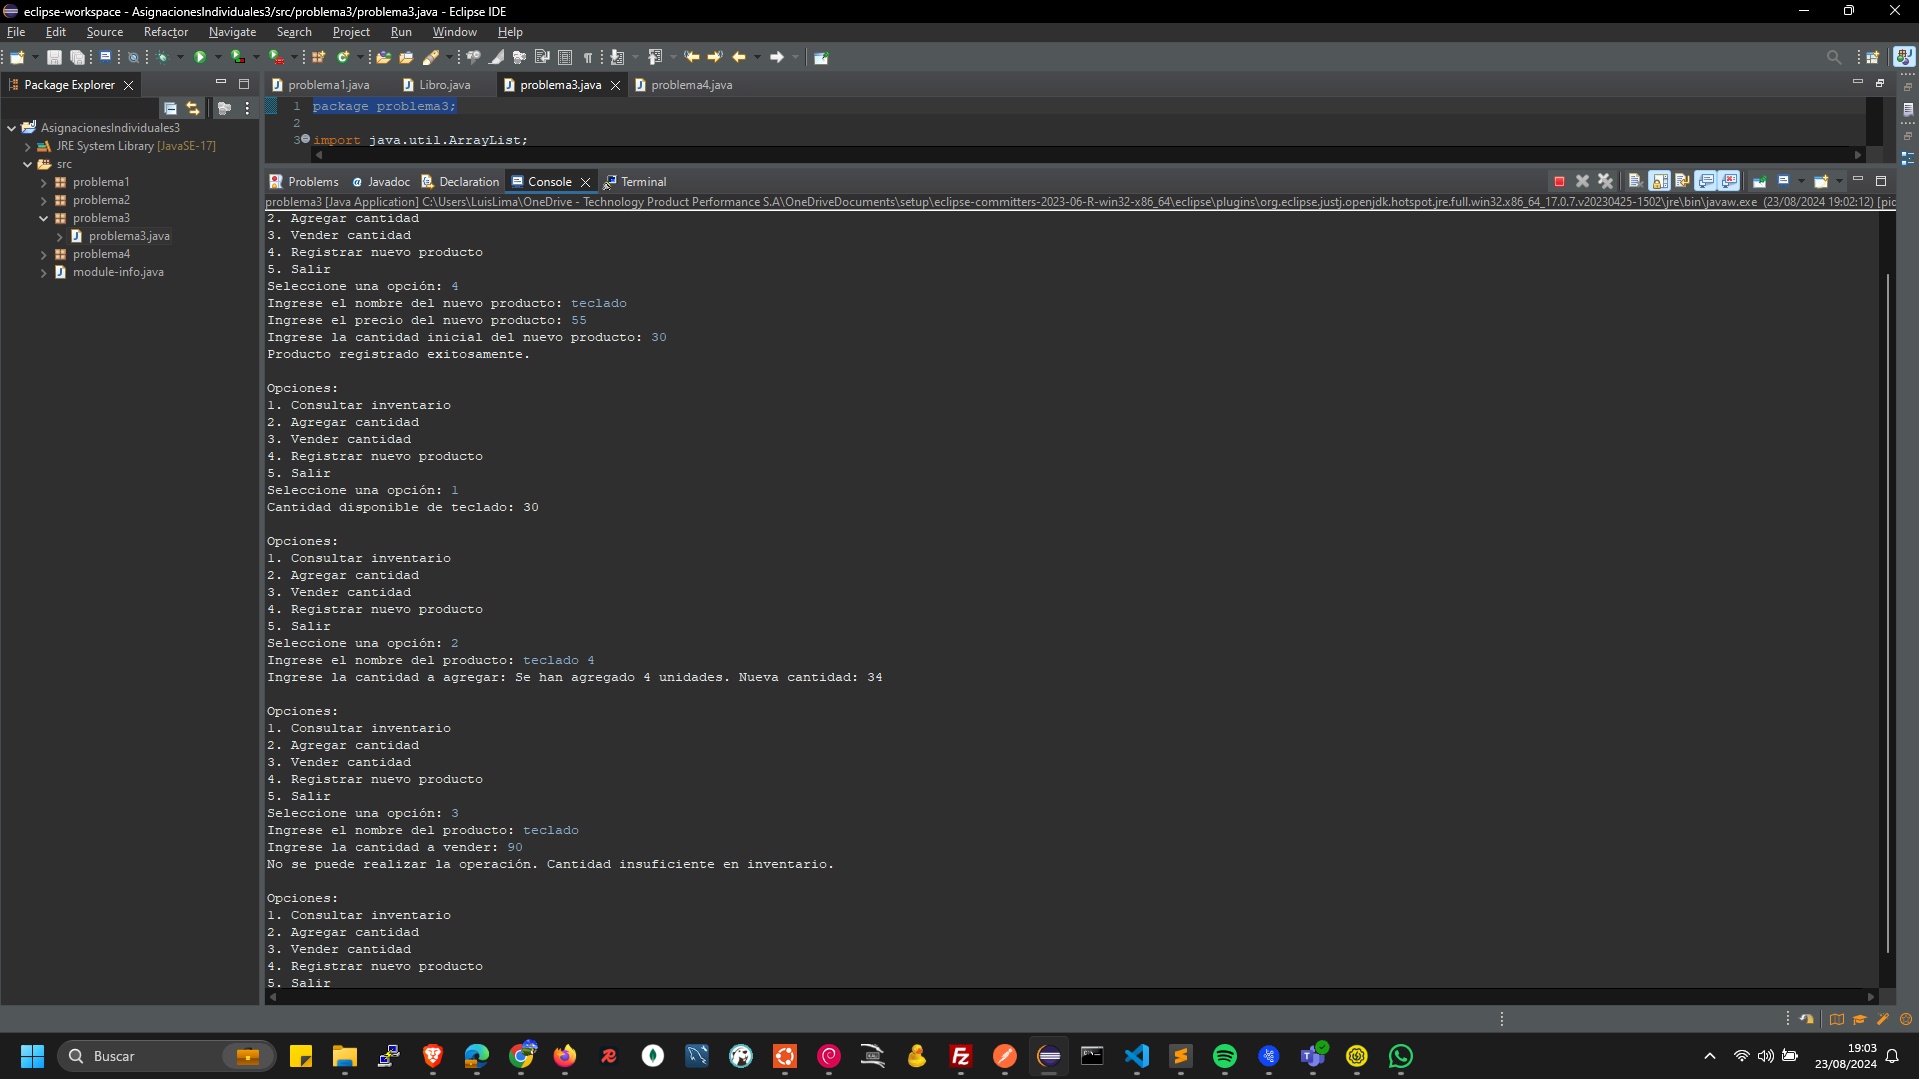 eclipse-workspace - AsignacionesIndividuales3/src/problema3/problema3.java - Eclipse IDE
File Edit Source Refactor Navigate Search Project Run Window Help
Package Explorer
problema1.java Libro.java problema3.java problema4.java
1 package problema3;
2
3 import java.util.ArrayList;
AsignacionesIndividuales3
JRE System Library [JavaSE-17]
src
problema1
problema2
problema3
problema3.java
problema4
module-info.java
Problems Javadoc Declaration Console Terminal
problema3 [Java Application] C:\Users\LuisLima\OneDrive - Technology Product Performance S.A\OneDriveDocuments\setup\eclipse-committers-2023-06-R-win32-x86_64\eclipse\plugins\org.eclipse.justj.openjdk.hotspot.jre.full.win32.x86_64_17.0.7.v20230425-1502\jre\bin\javaw.exe (23/08/2024 19:02:12) [pic
2. Agregar cantidad
3. Vender cantidad
4. Registrar nuevo producto
5. Salir
Seleccione una opción: 4
Ingrese el nombre del nuevo producto: teclado
Ingrese el precio del nuevo producto: 55
Ingrese la cantidad inicial del nuevo producto: 30
Producto registrado exitosamente.
Opciones:
1. Consultar inventario
2. Agregar cantidad
3. Vender cantidad
4. Registrar nuevo producto
5. Salir
Seleccione una opción: 1
Cantidad disponible de teclado: 30
Opciones:
1. Consultar inventario
2. Agregar cantidad
3. Vender cantidad
4. Registrar nuevo producto
5. Salir
Seleccione una opción: 2
Ingrese el nombre del producto: teclado 4
Ingrese la cantidad a agregar: Se han agregado 4 unidades. Nueva cantidad: 34
Opciones:
1. Consultar inventario
2. Agregar cantidad
3. Vender cantidad
4. Registrar nuevo producto
5. Salir
Seleccione una opción: 3
Ingrese el nombre del producto: teclado
Ingrese la cantidad a vender: 90
No se puede realizar la operación. Cantidad insuficiente en inventario.
Opciones:
1. Consultar inventario
2. Agregar cantidad
3. Vender cantidad
4. Registrar nuevo producto
5. Salir
Buscar
19:03
23/08/2024